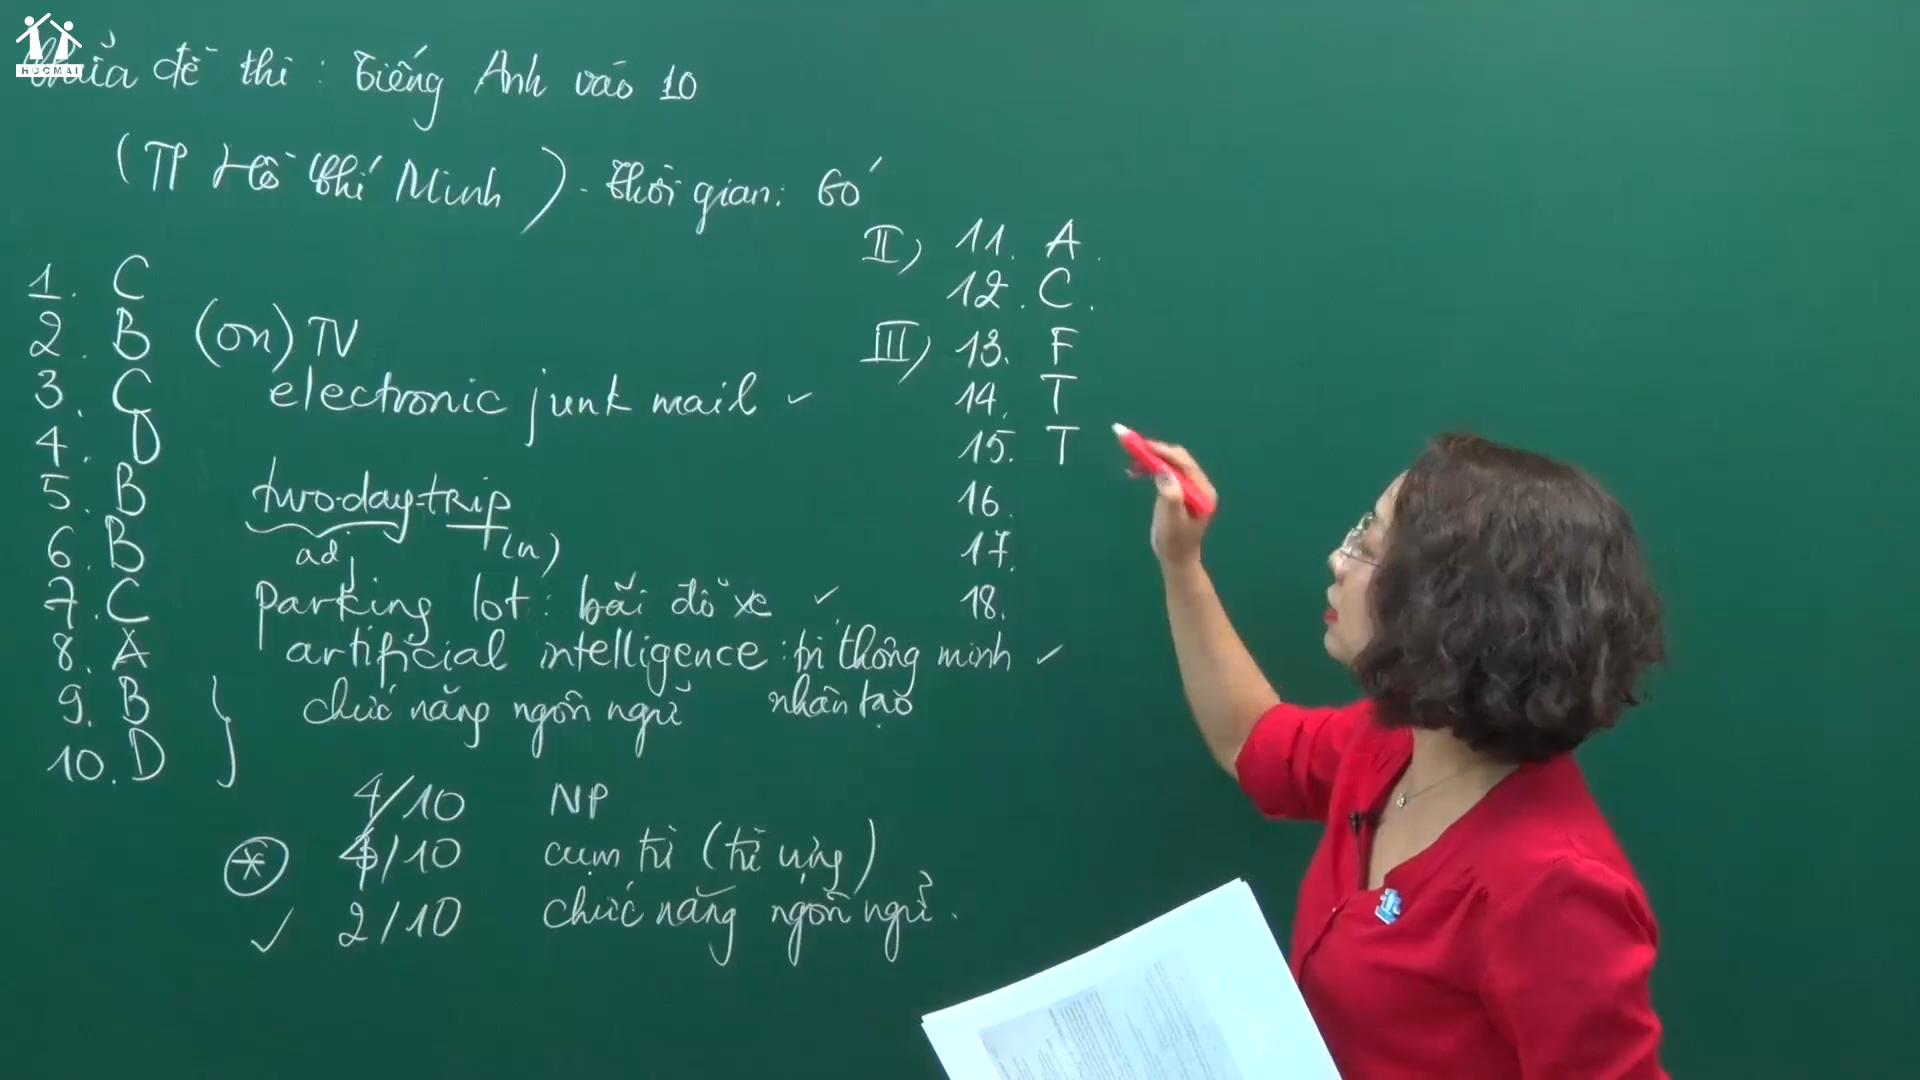 HOCMAI
Chữa đề thi : Tiếng Anh vào 10
(TP Hồ Chí Minh) - Thời gian: 60'
1. C
2. B (on) TV
3. C electronic junk mail ✓
4. D
5. B two-day-trip
adj (n)
6. B
7. C parking lot : bãi đỗ xe ✓
8. A artificial intelligence : trí thông minh ✓
nhân tạo
9. B } chức năng ngôn ngữ
10. D
4/10 NP
* 4/10 cụm từ (từ vựng)
✓ 2/10 chức năng ngôn ngữ.
II) 11. A.
12. C.
III) 13. F
14. T
15. T
16.
17.
18.